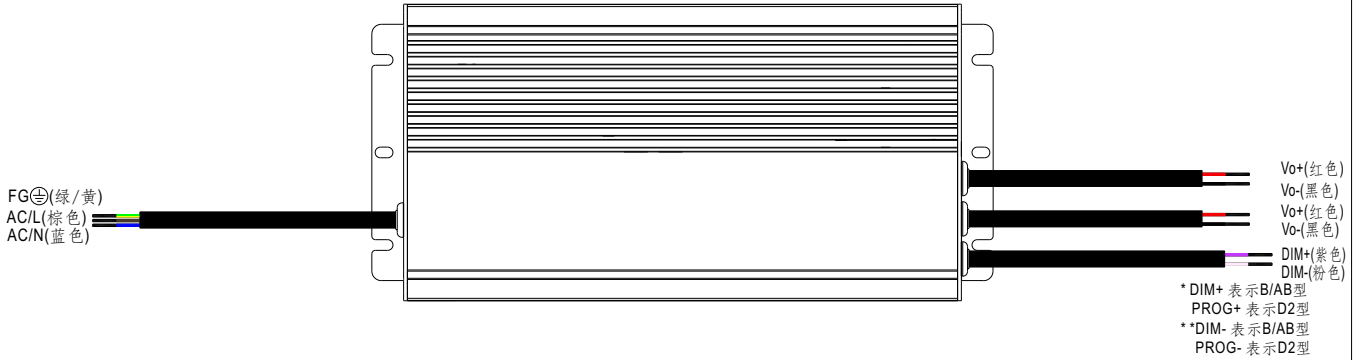 FG(绿/黄)
AC/L(棕色)
AC/N(蓝色)
Vo+(红色)
Vo-(黑色)
Vo+(红色)
Vo-(黑色)
DIM+(紫色)
DIM-(粉色)
* DIM+ 表示B/AB型
PROG+ 表示D2型
* *DIM- 表示B/AB型
PROG- 表示D2型